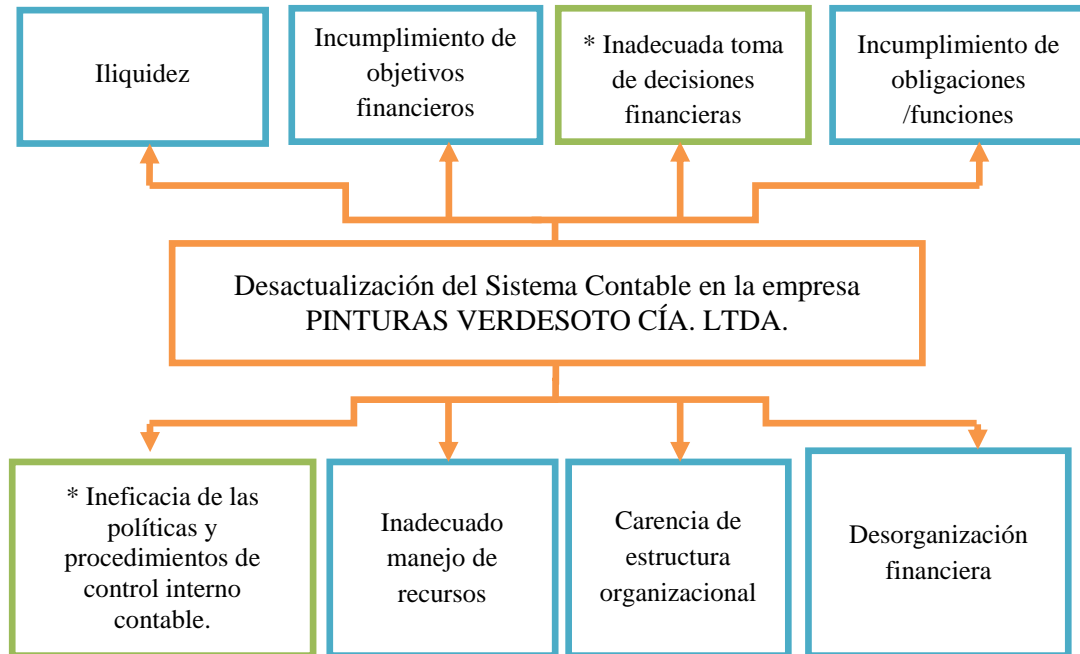 Iliquidez
Incumplimiento de
objetivos
financieros
* Inadecuada toma
de decisiones
financieras
Incumplimiento de
obligaciones
/funciones
Desactualización del Sistema Contable en la empresa
PINTURAS VERDESOTO CÍA. LTDA.
* Ineficacia de las
políticas y
procedimientos de
control interno
contable.
Inadecuado
manejo de
recursos
Carencia de
estructura
organizacional
Desorganización
financiera